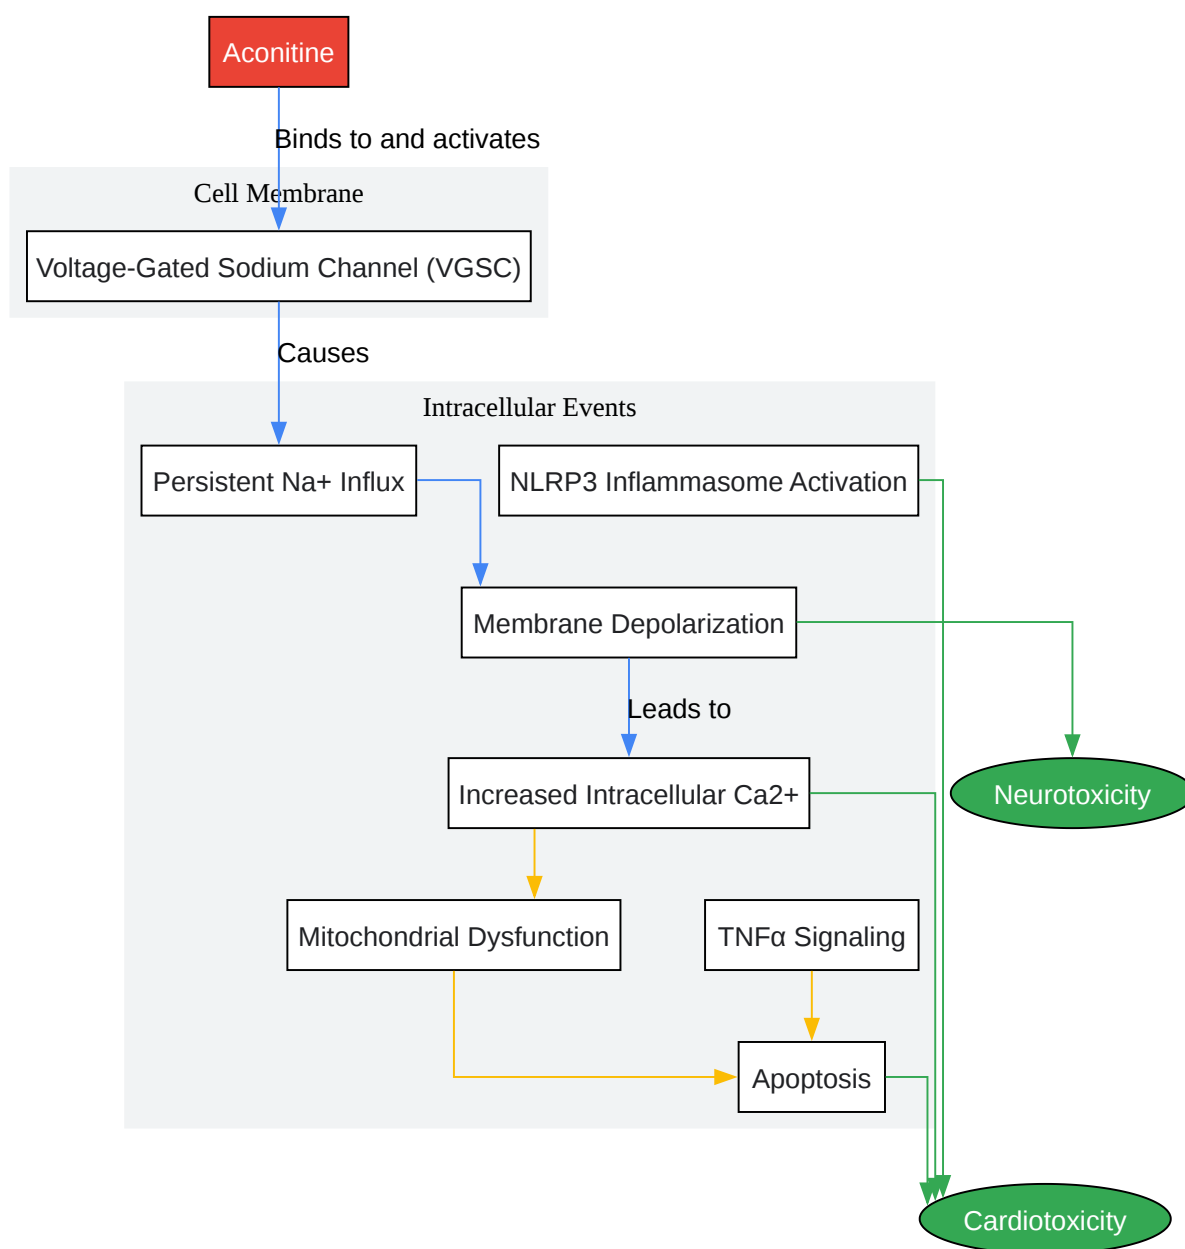 Aconitine
Binds to and activates
Cell Membrane
Voltage-Gated Sodium Channel (VGSC)
Causes
Intracellular Events
Persistent Na+ Influx
NLRP3 Inflammasome Activation
Membrane Depolarization
Leads to
Increased Intracellular Ca2+
Neurotoxicity
Mitochondrial Dysfunction
TNFα Signaling
Apoptosis
Cardiotoxicity